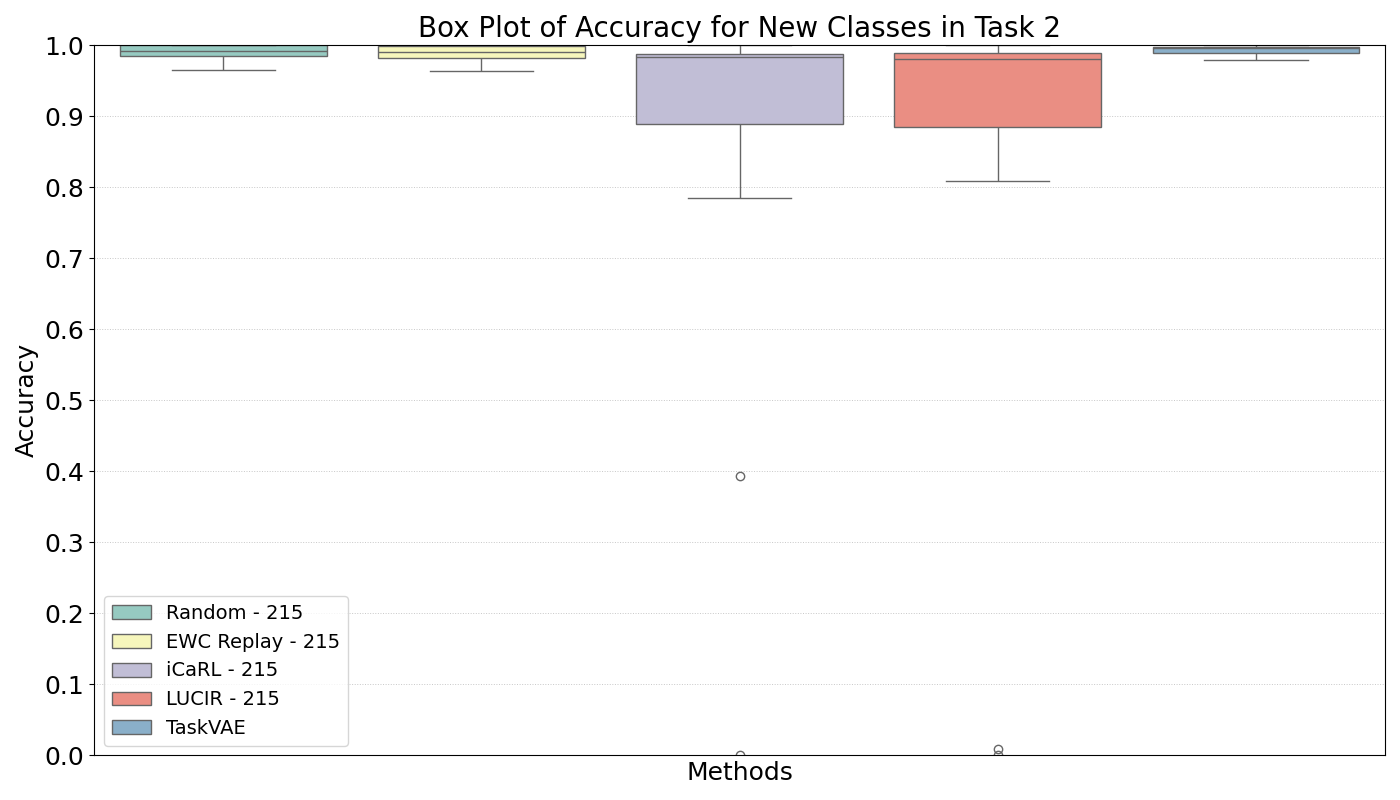 Box Plot of Accuracy for New Classes in Task 2
1.0
0.9
0.8
0.7
0.6
0.5
0.4
0.3
0.2
0.1
0.0
Accuracy
Random - 215
EWC Replay - 215
iCaRL - 215
LUCIR - 215
TaskVAE
Methods